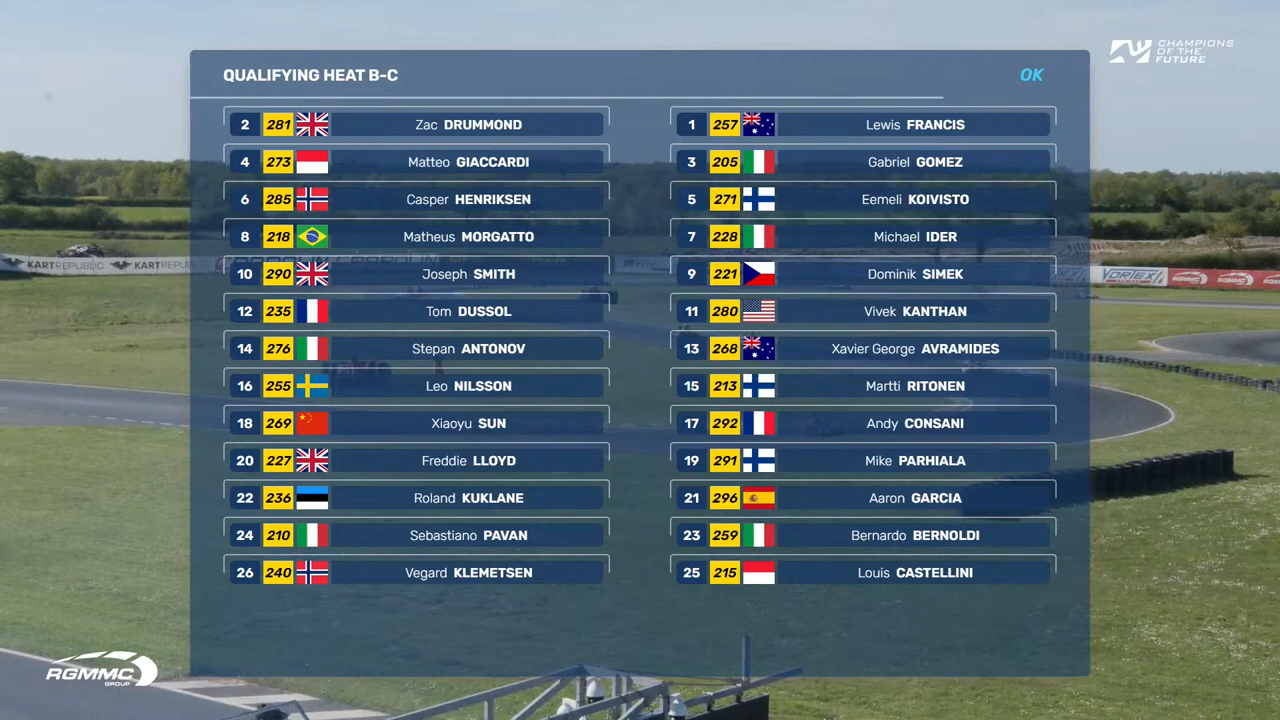 CHAMPIONS
OF THE
FUTURE
QUALIFYING HEAT B-C
OK
2 281 Zac DRUMMOND
1 257 Lewis FRANCIS
4 273 Matteo GIACCARDI
3 205 Gabriel GOMEZ
6 285 Casper HENRIKSEN
5 271 Eemeli KOIVISTO
8 218 Matheus MORGATTO
7 228 Michael IDER
10 290 Joseph SMITH
9 221 Dominik SIMEK
12 235 Tom DUSSOL
11 280 Vivek KANTHAN
14 276 Stepan ANTONOV
13 268 Xavier George AVRAMIDES
16 255 Leo NILSSON
15 213 Martti RITONEN
18 269 Xiaoyu SUN
17 292 Andy CONSANI
20 227 Freddie LLOYD
19 291 Mike PARHIALA
22 236 Roland KUKLANE
21 296 Aaron GARCIA
24 210 Sebastiano PAVAN
23 259 Bernardo BERNOLDI
26 240 Vegard KLEMETSEN
25 215 Louis CASTELLINI
KARTREPUBLIC KARTREPUBLIC
VORTEX RGMMC RGMMC
RGMMC
GROUP